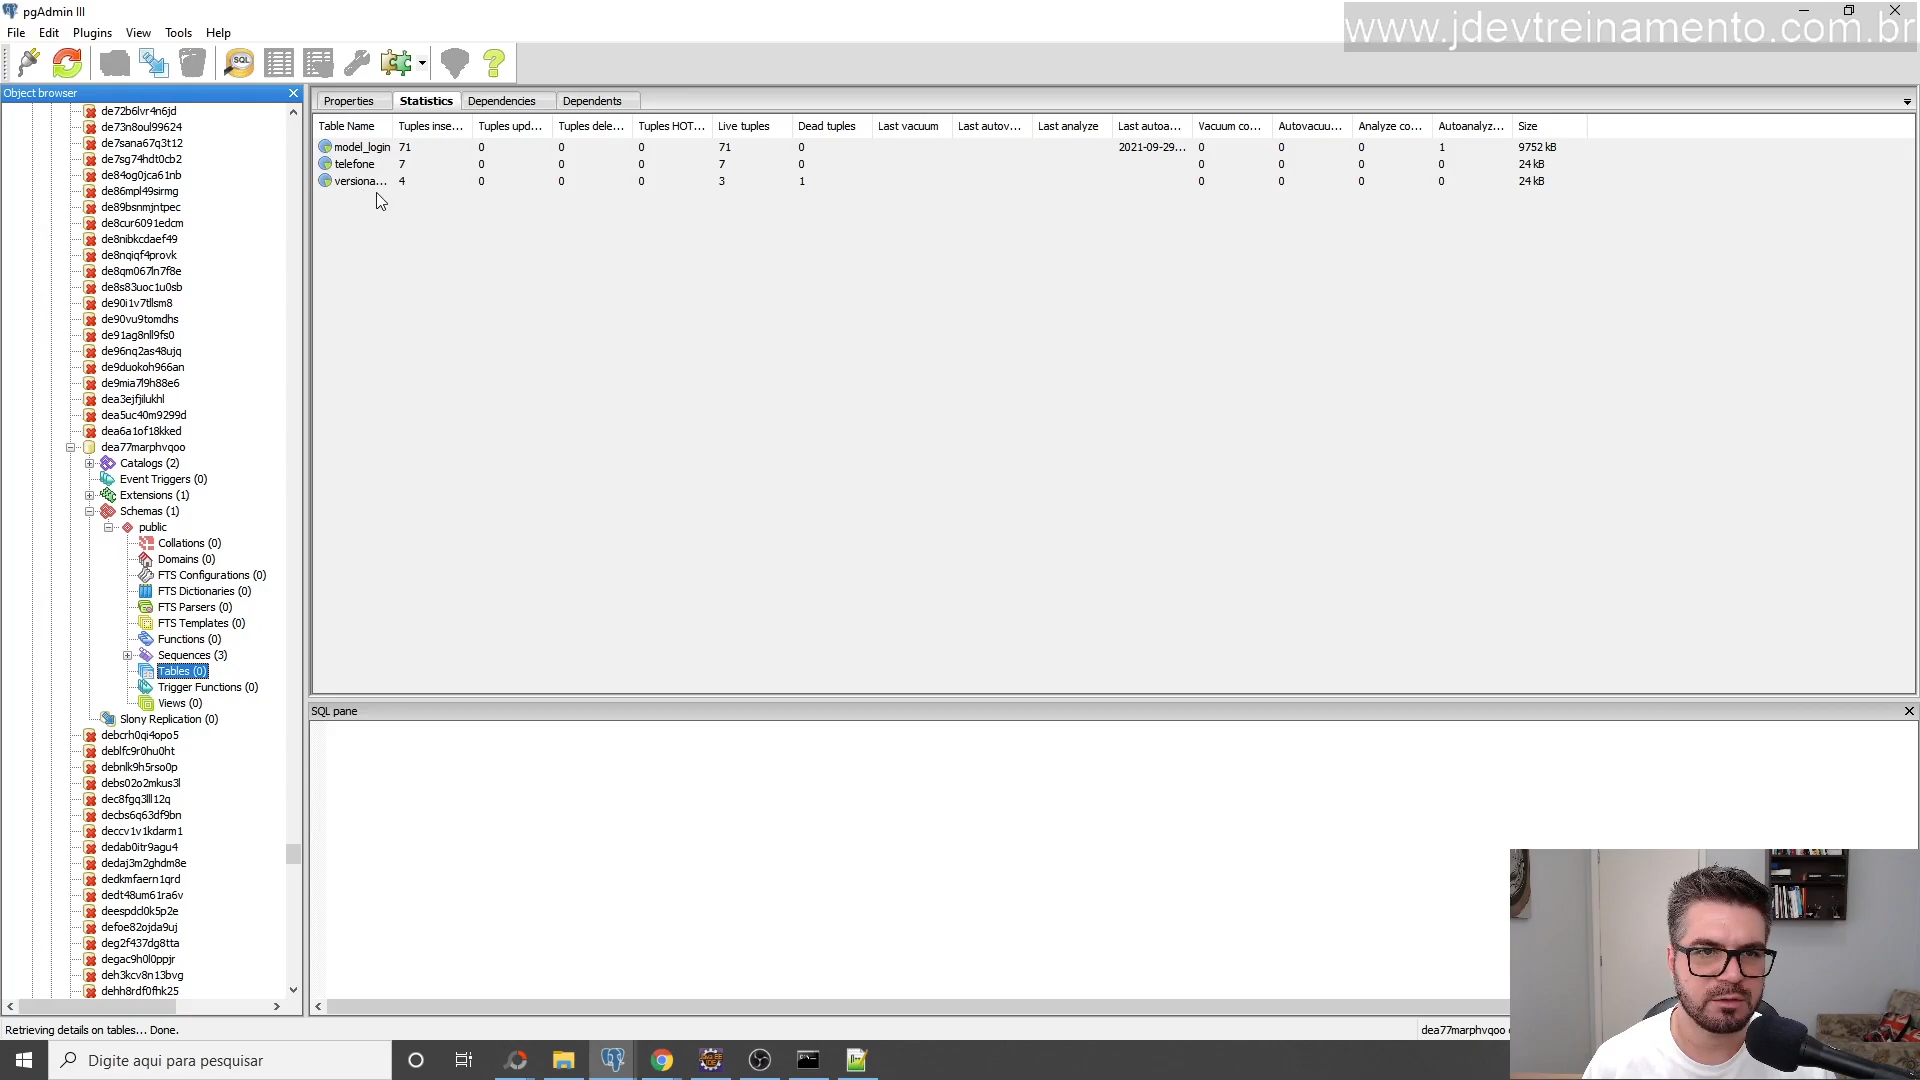 pgAdmin III
www.jdevtreinamento.com.br
File Edit Plugins View Tools Help
SQL
Object browser
de72b6lvr4n6jd
de73n8oul99624
de7sana67q3t12
de7sg74hdt0cb2
de84og0jca61nb
de86mpl49sirmg
de89bsnmjntpec
de8cur6091edcm
de8nibkcdaef49
de8nqiqf4provk
de8qm067ln7f8e
de8s83uoc1u0sb
de90i1v7tllsm8
de90vu9tomdhs
de91ag8nll9fs0
de96nq2as48ujq
de9duokoh966an
de9mia7l9h88e6
dea3ejfjilukhl
dea5uc40m9299d
dea6a1of18kked
dea77marphvqoo
Catalogs (2)
Event Triggers (0)
Extensions (1)
Schemas (1)
public
Collations (0)
Domains (0)
FTS Configurations (0)
FTS Dictionaries (0)
FTS Parsers (0)
FTS Templates (0)
Functions (0)
Sequences (3)
Tables (0)
Trigger Functions (0)
Views (0)
Slony Replication (0)
debcrh0qi4opo5
deblfc9r0hu0ht
debnlk9h5rso0p
debs02o2mkus3l
dec8fgq3lll12q
decbs6q63df9bn
deccv1v1kdarm1
dedab0itr9agu4
dedaj3m2ghdm8e
dedkmfaern1qrd
dedt48um61ra6v
deespdcl0k5p2e
defoe82ojda9uj
deg2f437dg8tta
degac9h0l0ppjr
deh3kcv8n13bvg
dehh8rdf0fhk25
Properties Statistics Dependencies Dependents
Table Name Tuples inse... Tuples upd... Tuples dele... Tuples HOT... Live tuples Dead tuples Last vacuum Last autov... Last analyze Last autoa... Vacuum co... Autovacuu... Analyze co... Autoanalyz... Size
model_login 71 0 0 0 71 0 2021-09-29... 0 0 0 1 9752 kB
telefone 7 0 0 0 7 0 0 0 0 0 24 kB
versiona... 4 0 0 0 3 1 0 0 0 0 24 kB
SQL pane
Retrieving details on tables... Done.
dea77marphvqoo
Digite aqui para pesquisar